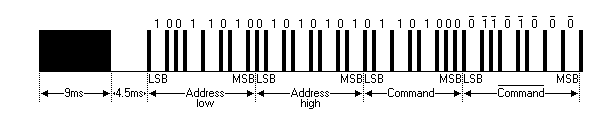 1 0 0 1 1 0 1 0 1 0 1 0 1 0 1 0 1 1 0 1 0 0 0 0̅ 1̅ 1̅ 0̅ 1̅ 0̅ 0̅ 0̅
LSB MSB LSB MSB LSB MSB LSB MSB
9ms 4.5ms Address low Address high Command C̅o̅m̅m̅a̅n̅d̅